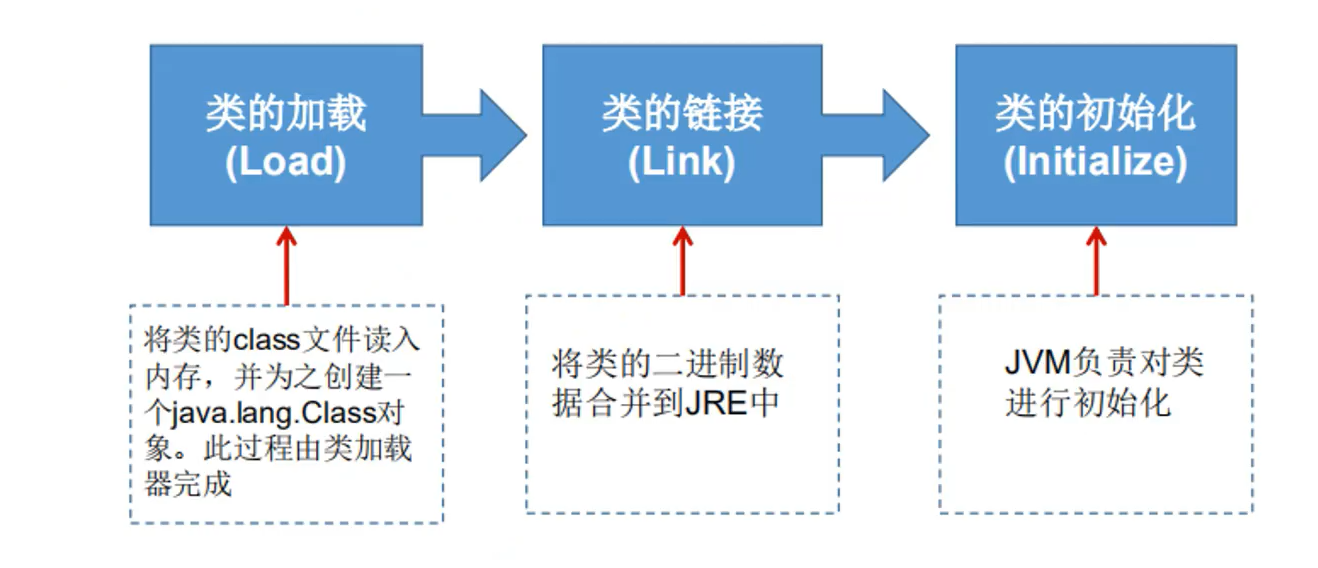 类的加载
(Load)
类的链接
(Link)
类的初始化
(Initialize)
将类的class文件读入
内存，并为之创建一
个java.lang.Class对
象。此过程由类加载
器完成
将类的二进制数
据合并到JRE中
JVM负责对类
进行初始化